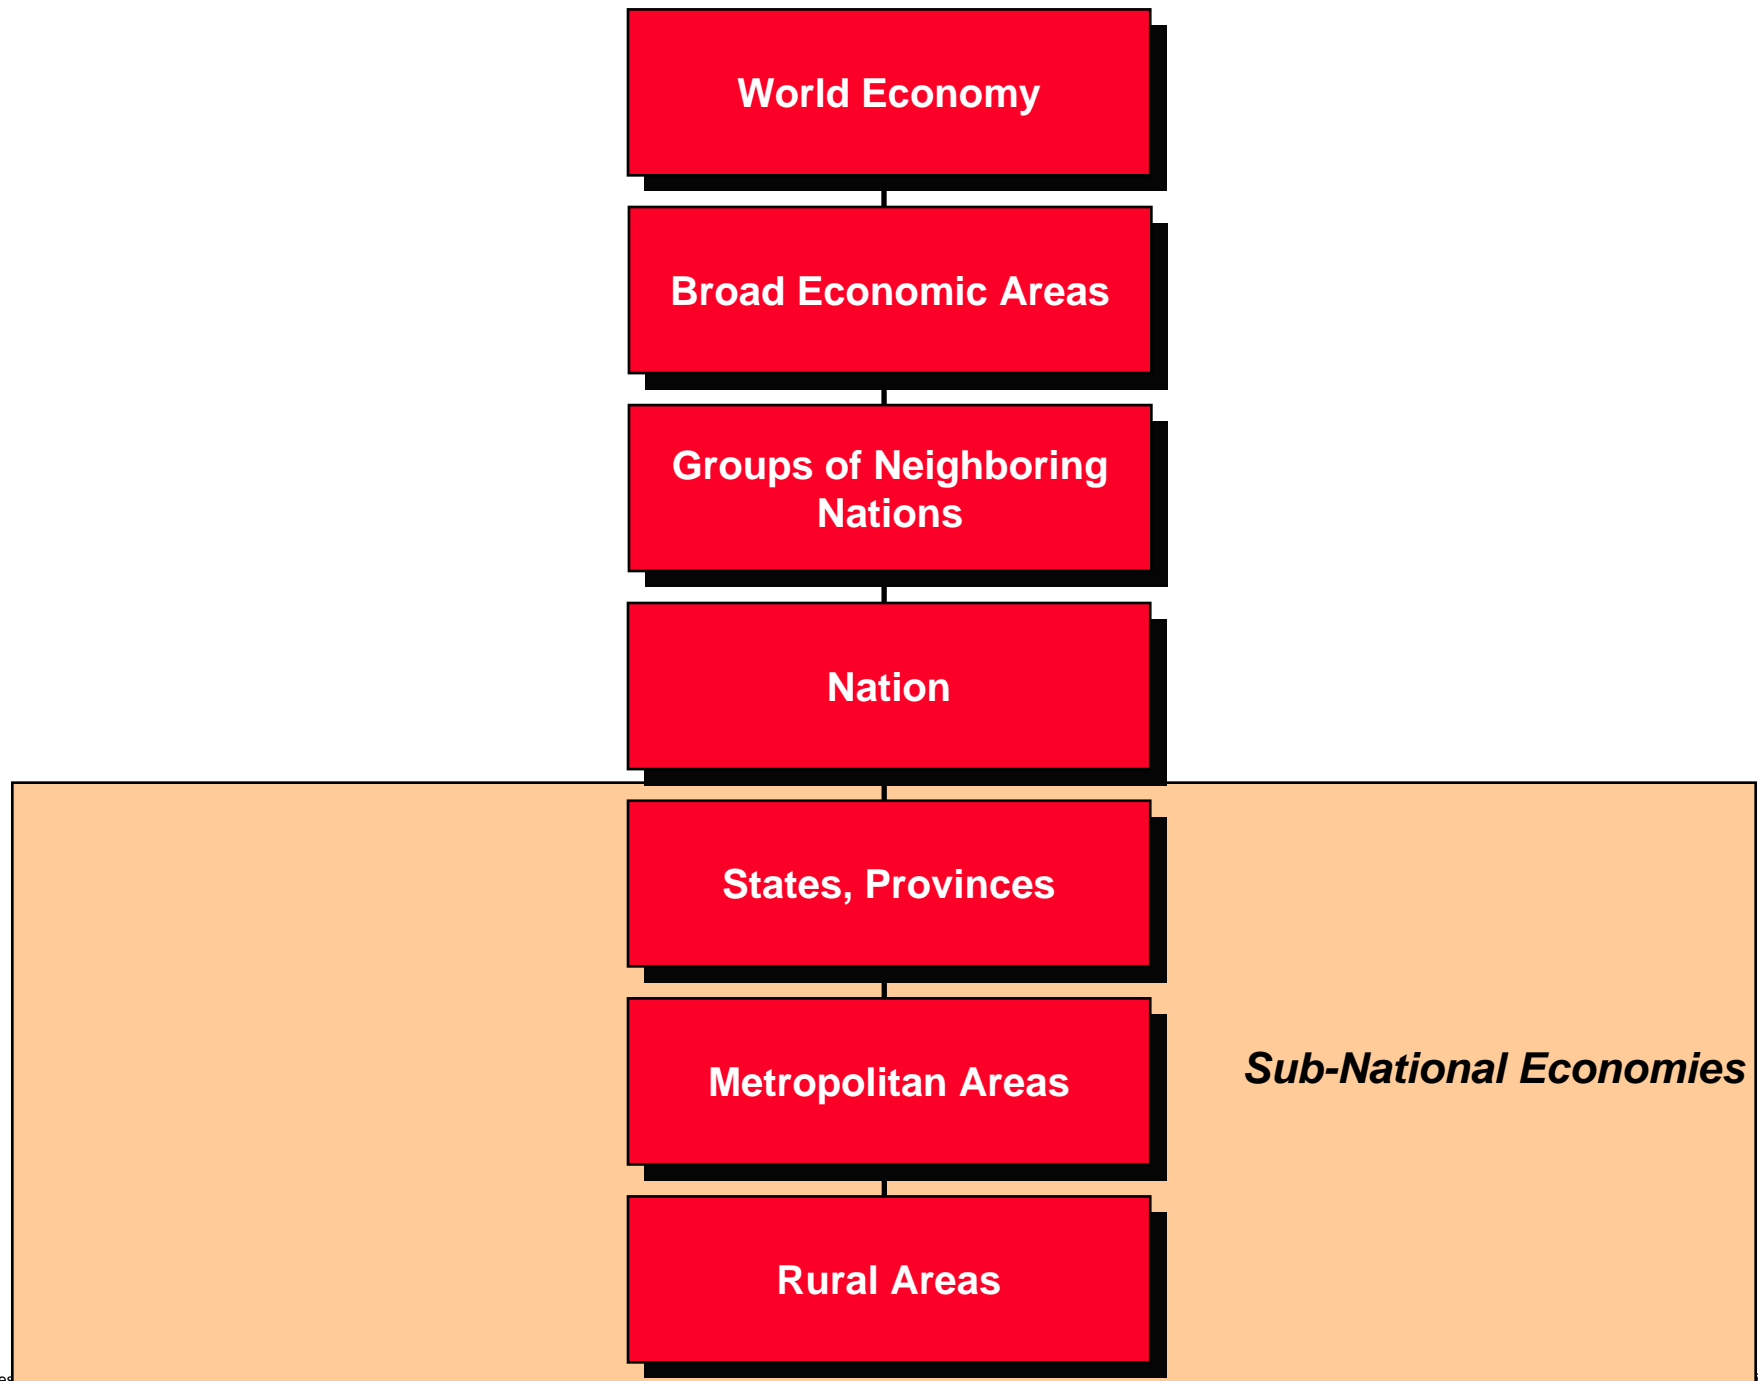 World Economy
Broad Economic Areas
Groups of Neighboring
Nations
Nation
States, Provinces
Metropolitan Areas
Sub-National Economies
Rural Areas